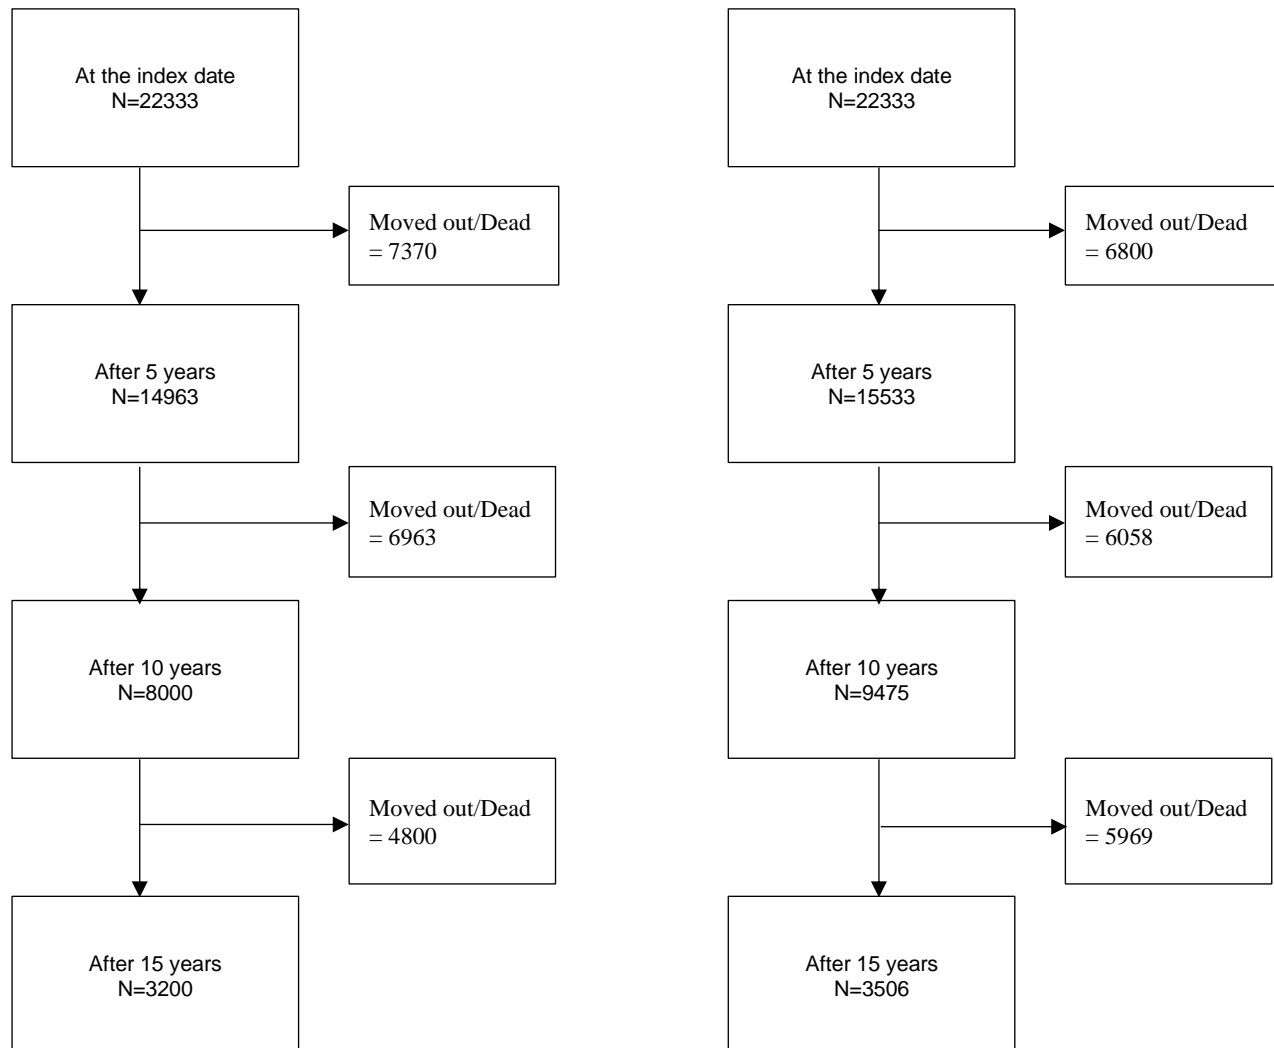 At the index date
N=22333
Moved out/Dead
= 7370
After 5 years
N=14963
Moved out/Dead
= 6963
After 10 years
N=8000
Moved out/Dead
= 4800
After 15 years
N=3200
At the index date
N=22333
Moved out/Dead
= 6800
After 5 years
N=15533
Moved out/Dead
= 6058
After 10 years
N=9475
Moved out/Dead
= 5969
After 15 years
N=3506